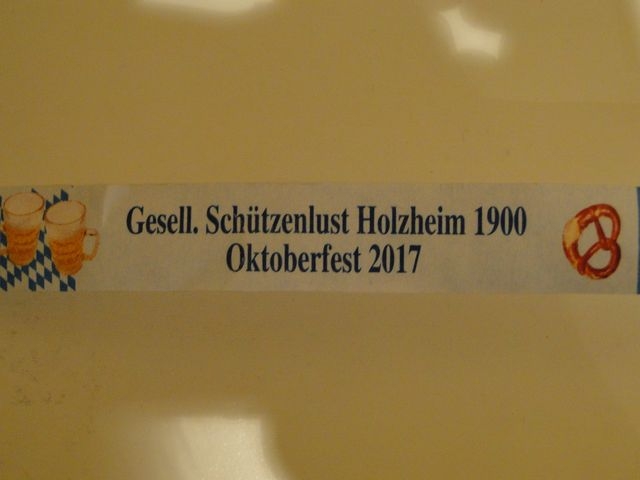 Gesell. Schützenlust Holzheim 1900
Oktoberfest 2017